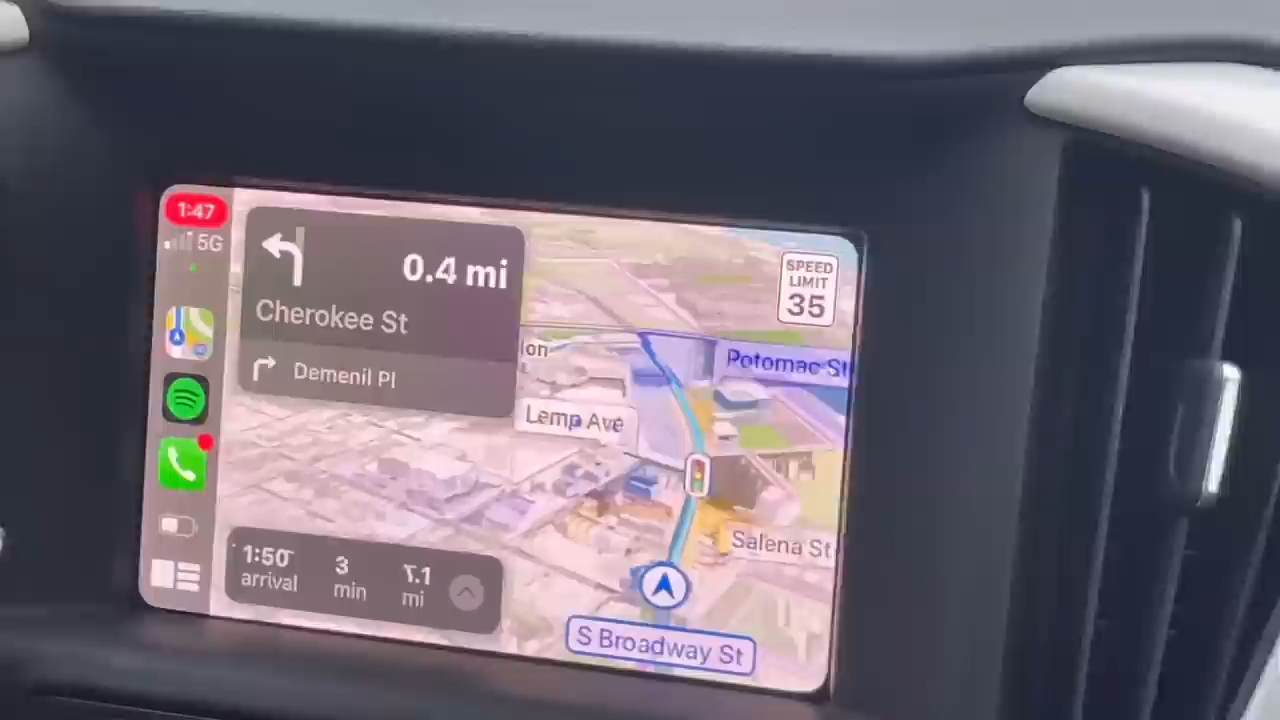 1:47
5G
0.4 mi
Cherokee St
Demenil Pl
SPEED
LIMIT
35
ion
Potomac St
Lemp Ave
Salena St
1:50 3 1.1
arrival min mi
S Broadway St